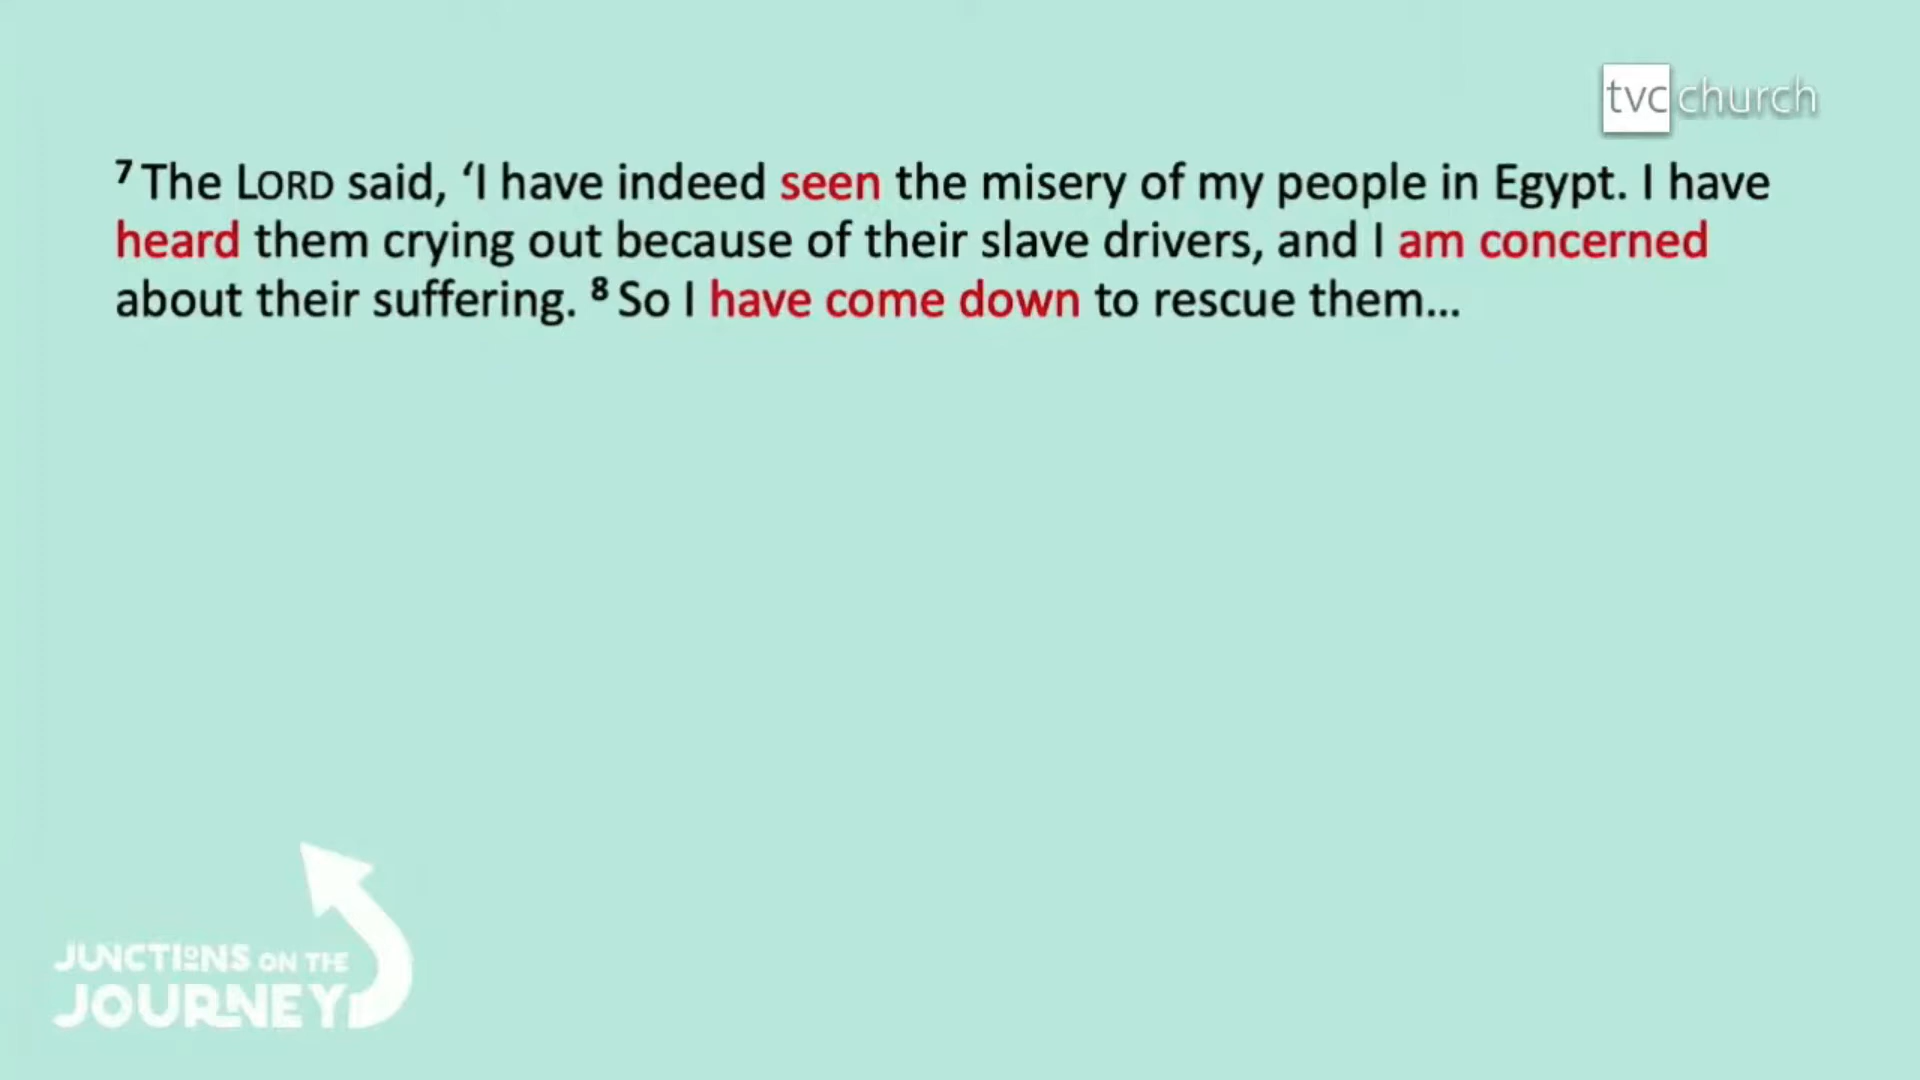 tvc church
⁷ The LORD said, ‘I have indeed seen the misery of my people in Egypt. I have
heard them crying out because of their slave drivers, and I am concerned
about their suffering. ⁸ So I have come down to rescue them...
JUNCTIONS ON THE
JOURNEY